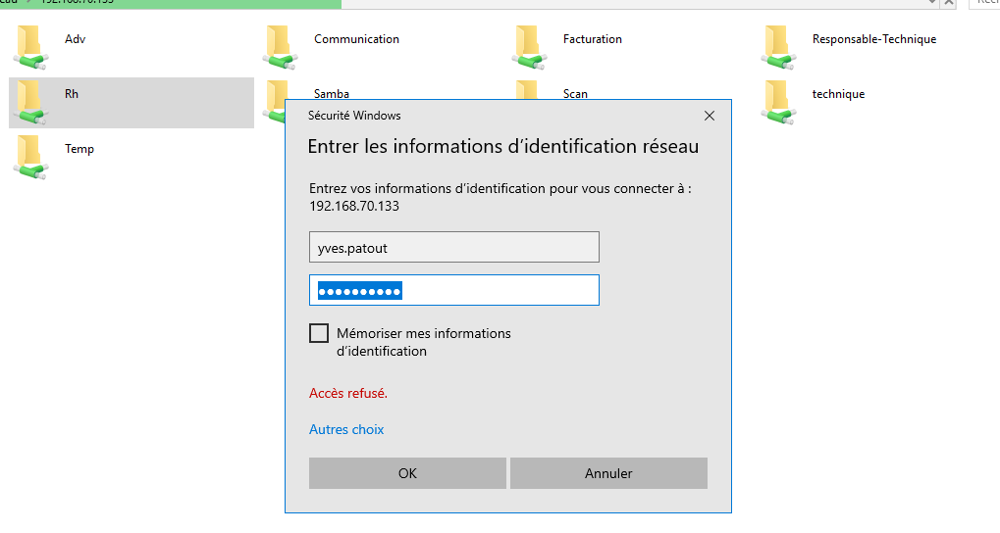 192.168.70.133
Adv
Communication
Facturation
Responsable-Technique
Rh
Samba
Scan
technique
Temp
Sécurité Windows
Entrer les informations d’identification réseau
Entrez vos informations d’identification pour vous connecter à :
192.168.70.133
yves.patout
Mémoriser mes informations
d’identification
Accès refusé.
Autres choix
OK
Annuler